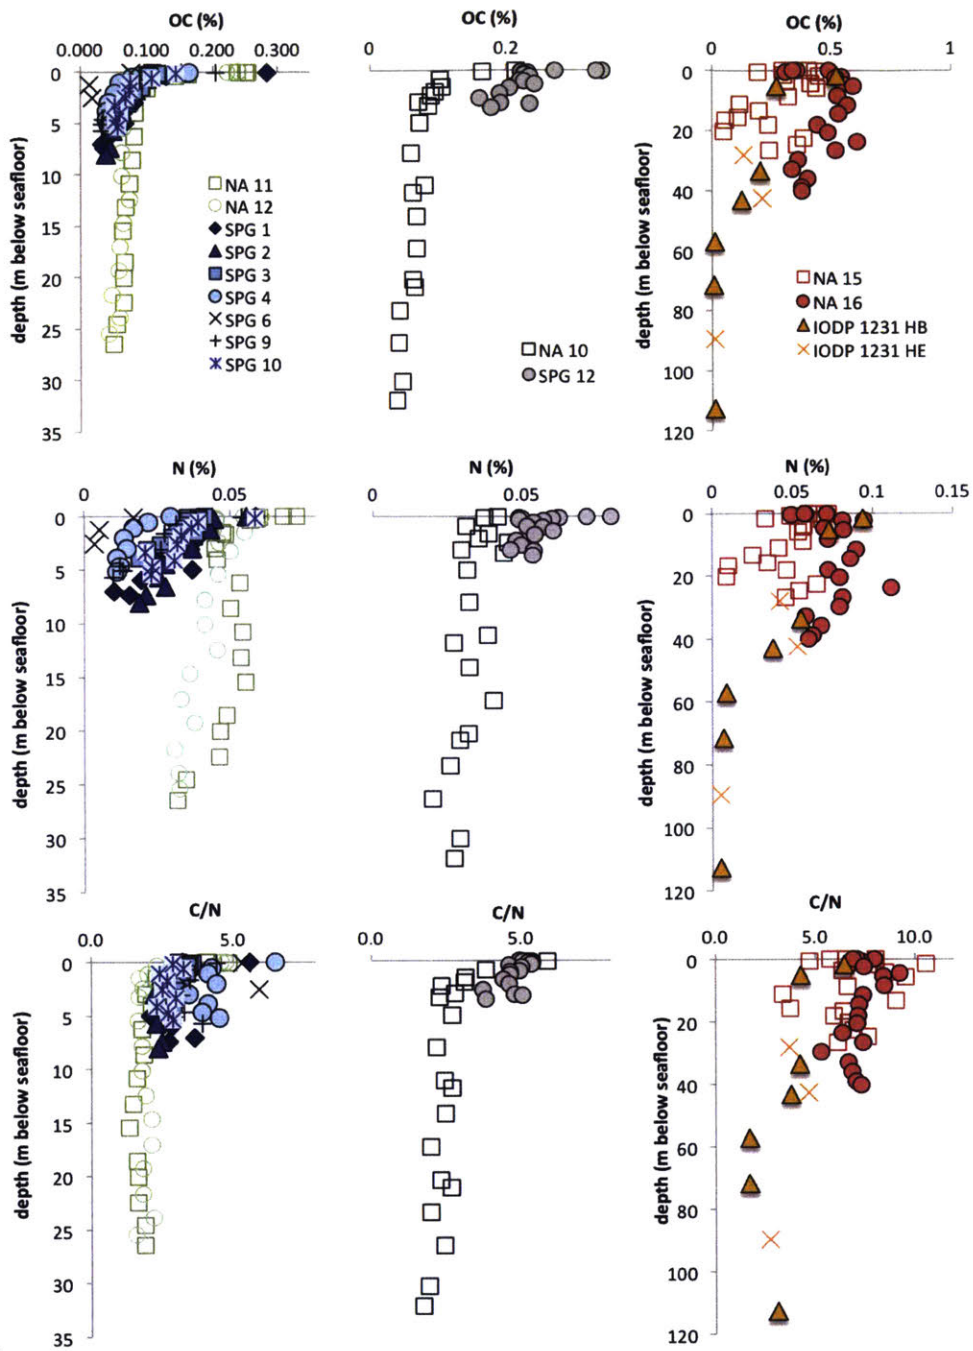 OC (%)
0.0000 0.100 0.200 0.300
0
5
10
15
20
25
30
35
depth (m below seafloor)
NA 11
NA 12
SPG 1
SPG 2
SPG 3
SPG 4
SPG 6
SPG 9
SPG 10
OC (%)
0 0.2
NA 10
SPG 12
OC (%)
0 0.5 1
0
20
40
60
80
100
120
depth (m below seafloor)
NA 15
NA 16
IODP 1231 HB
IODP 1231 HE
N (%)
0 0.05
0
5
10
15
20
25
30
35
depth (m below seafloor)
N (%)
0 0.05
N (%)
0 0.05 0.1 0.15
0
20
40
60
80
100
120
depth (m below seafloor)
C/N
0.0 5.0
0
5
10
15
20
25
30
35
depth (m below seafloor)
C/N
0.0 5.0
C/N
0.0 5.0 10.0
0
20
40
60
80
100
120
depth (m below seafloor)